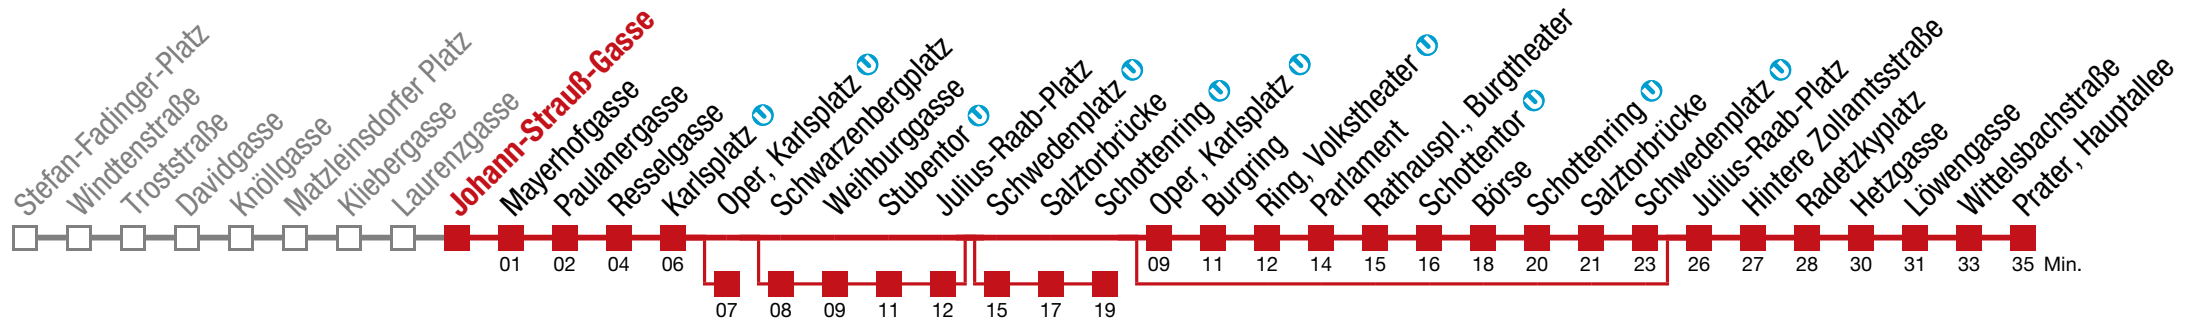 Stefan-Fadinger-Platz
Windtenstraße
Troststraße
Davidgasse
Knöllgasse
Matzleinsdorfer Platz
Kliebergasse
Laurenzgasse
Johann-Strauß-Gasse
Mayerhofgasse
Paulanergasse
Resselgasse
Karlsplatz U
Oper, Karlsplatz U
Schwarzenbergplatz
Weihburggasse
Stubentor U
Julius-Raab-Platz
Schwedenplatz U
Salztorbrücke
Schottenring U
Oper, Karlsplatz U
Burgring
Ring, Volkstheater U
Parlament
Rathauspl., Burgtheater
Schottentor U
Börse
Schottenring U
Salztorbrücke
Schwedenplatz U
Julius-Raab-Platz
Hintere Zollamtsstraße
Radetzkyplatz
Hetzgasse
Löwengasse
Wittelsbachstraße
Prater, Hauptallee
01 02 04 06 09 11 12 14 15 16 18 20 21 23 26 27 28 30 31 33 35 Min.
07 08 09 11 12 15 17 19